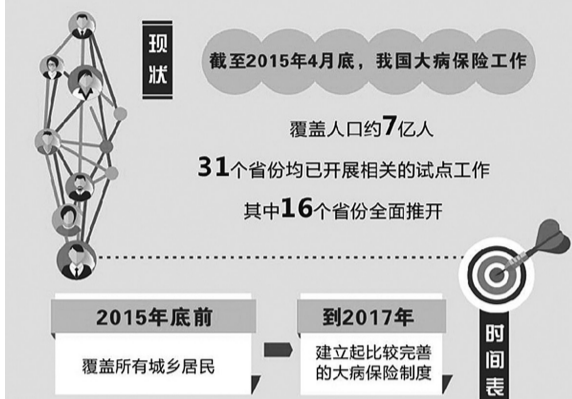 现状
截至2015年4月底，我国大病保险工作
覆盖人口约7亿人
31个省份均已开展相关的试点工作
其中16个省份全面推开
2015年底前
覆盖所有城乡居民
到2017年
建立起比较完善
的大病保险制度
时间表